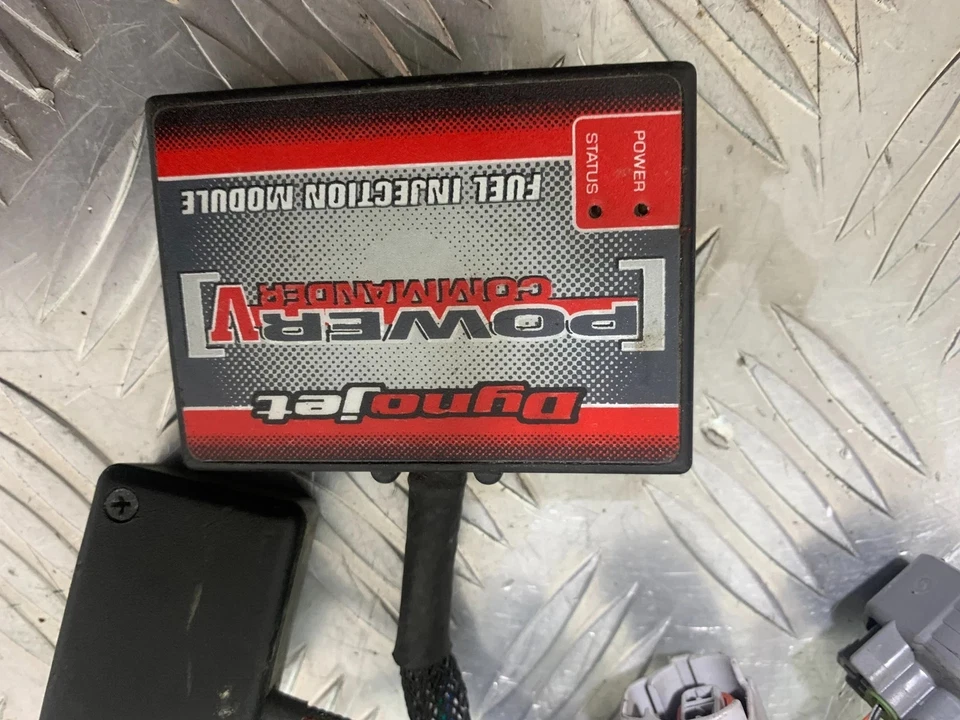 Dynojet
POWER V
COMMANDER
FUEL INJECTION MODULE
POWER
STATUS